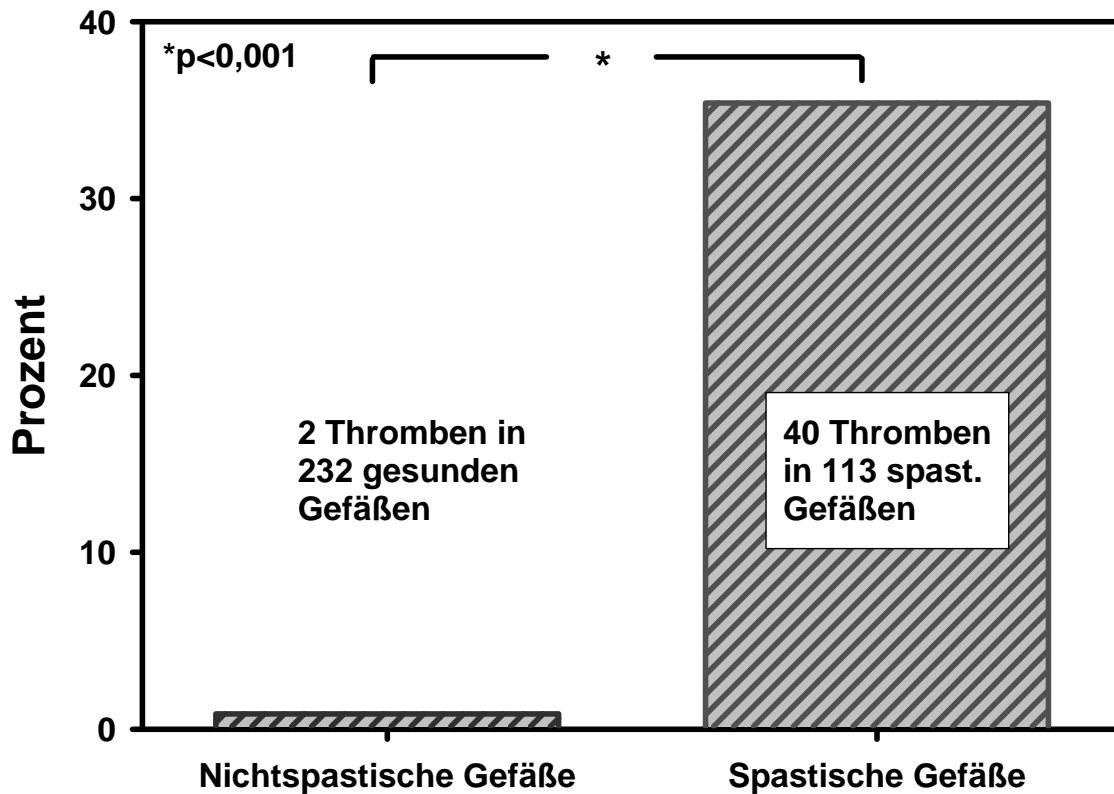 40
*p<0,001
*
30
20
10
0
Prozent
2 Thromben in
232 gesunden
Gefäßen
40 Thromben
in 113 spast.
Gefäßen
Nichtspastische Gefäße
Spastische Gefäße